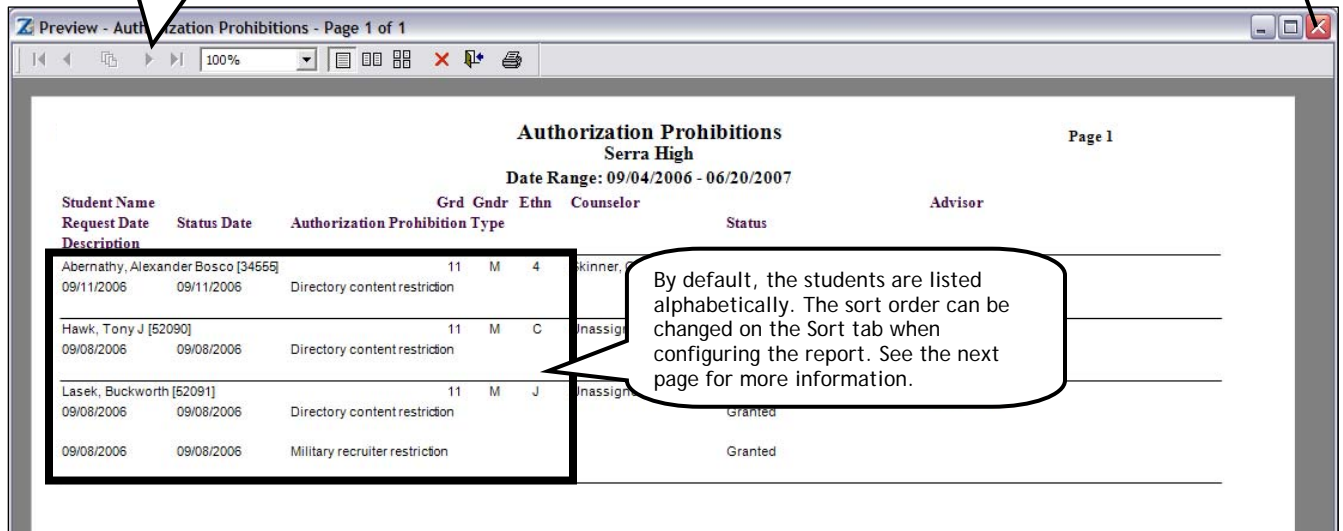 Preview - Auth ization Prohibitions - Page 1 of 1
100%
Authorization Prohibitions
Page 1
Serra High
Date Range: 09/04/2006 - 06/20/2007
Student Name Grd Gndr Ethn Counselor Advisor
Request Date Status Date Authorization Prohibition Type Status
Description
Abernathy, Alexander Bosco [34555] 11 M 4 Skinner,
09/11/2006 09/11/2006 Directory content restriction
Hawk, Tony J [52090] 11 M C
09/08/2006 09/08/2006 Directory content restriction
Lasek, Buckworth [52091] 11 M J
09/08/2006 09/08/2006 Directory content restriction Granted
09/08/2006 09/08/2006 Military recruiter restriction Granted
By default, the students are listed
alphabetically. The sort order can be
changed on the Sort tab when
configuring the report. See the next
page for more information.